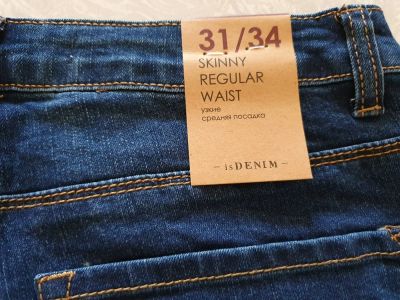 31/34
SKINNY
REGULAR
WAIST
узкие
средняя посадка
- isDENIM -